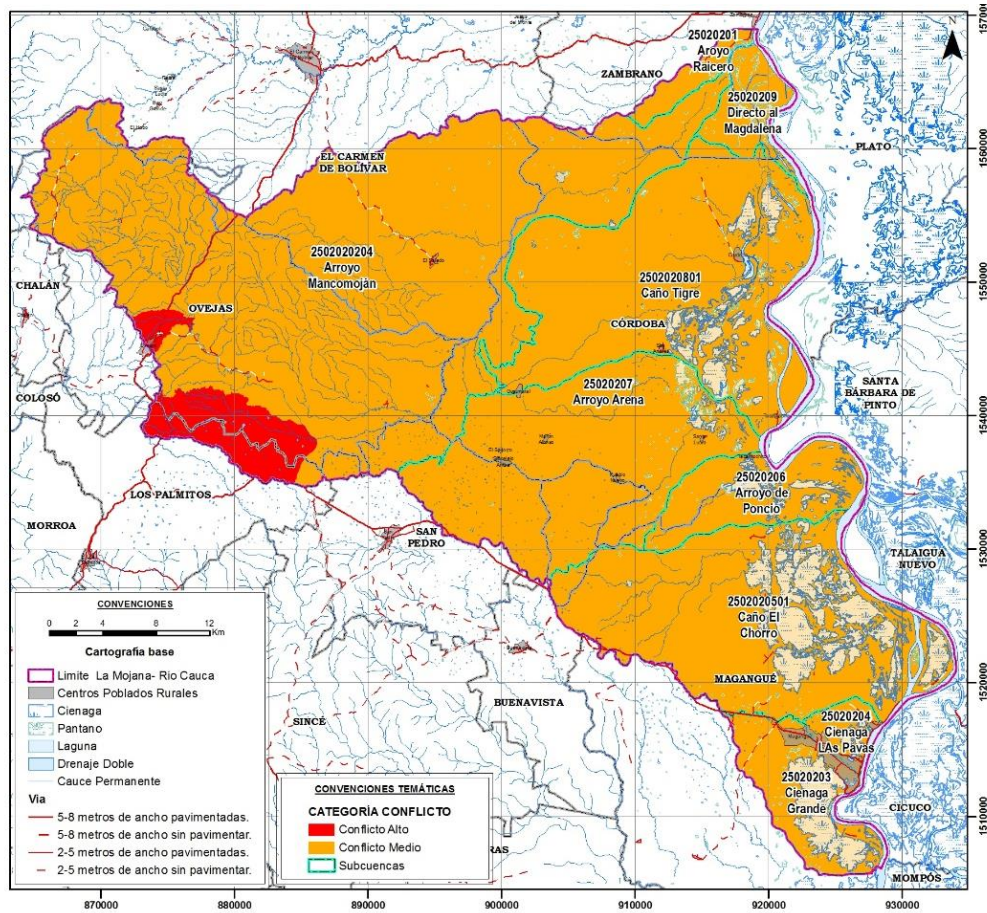 1570000
25020201
Aroyo
Raicero
ZAMBRANO
N
25020209
Directo al
Magdalena
PLATO
1560000
EL CARMEN
DE BOLÍVAR
2502020204
Arroyo
Mancomoján
2502020801
Caño Tigre
1550000
CHALÁN
OVEJAS
CÓRDOBA
25020207
Arroyo Arena
SANTA
BÁRBARA DE
PINTO
COLOSÓ
1540000
25020206
Arroyo de
Poncio
LOS PALMITOS
MORROA
SAN
PEDRO
1530000
TALAIGUA
NUEVO
2502020501
Caño El
Chorro
MAGANGUÉ
1520000
BUENAVISTA
SINCÉ
25020204
Cienaga
LAs Pavas
25020203
Cienaga
Grande
CICUCO
1510000
MOMPÓS
CONVENCIONES
0 2 4 8 12
Km
Cartografia base
Limite La Mojana- Rio Cauca
Centros Poblados Rurales
Cienaga
Pantano
Laguna
Drenaje Doble
Cauce Permanente
Via
5-8 metros de ancho pavimentadas.
5-8 metros de ancho sin pavimentar.
2-5 metros de ancho pavimentadas.
2-5 metros de ancho sin pavimentar.
CONVENCIONES TEMÁTICAS
CATEGORÌA CONFLICTO
Conflicto Alto
Conflicto Medio
Subcuencas
RAS
870000 880000 890000 900000 910000 920000 930000